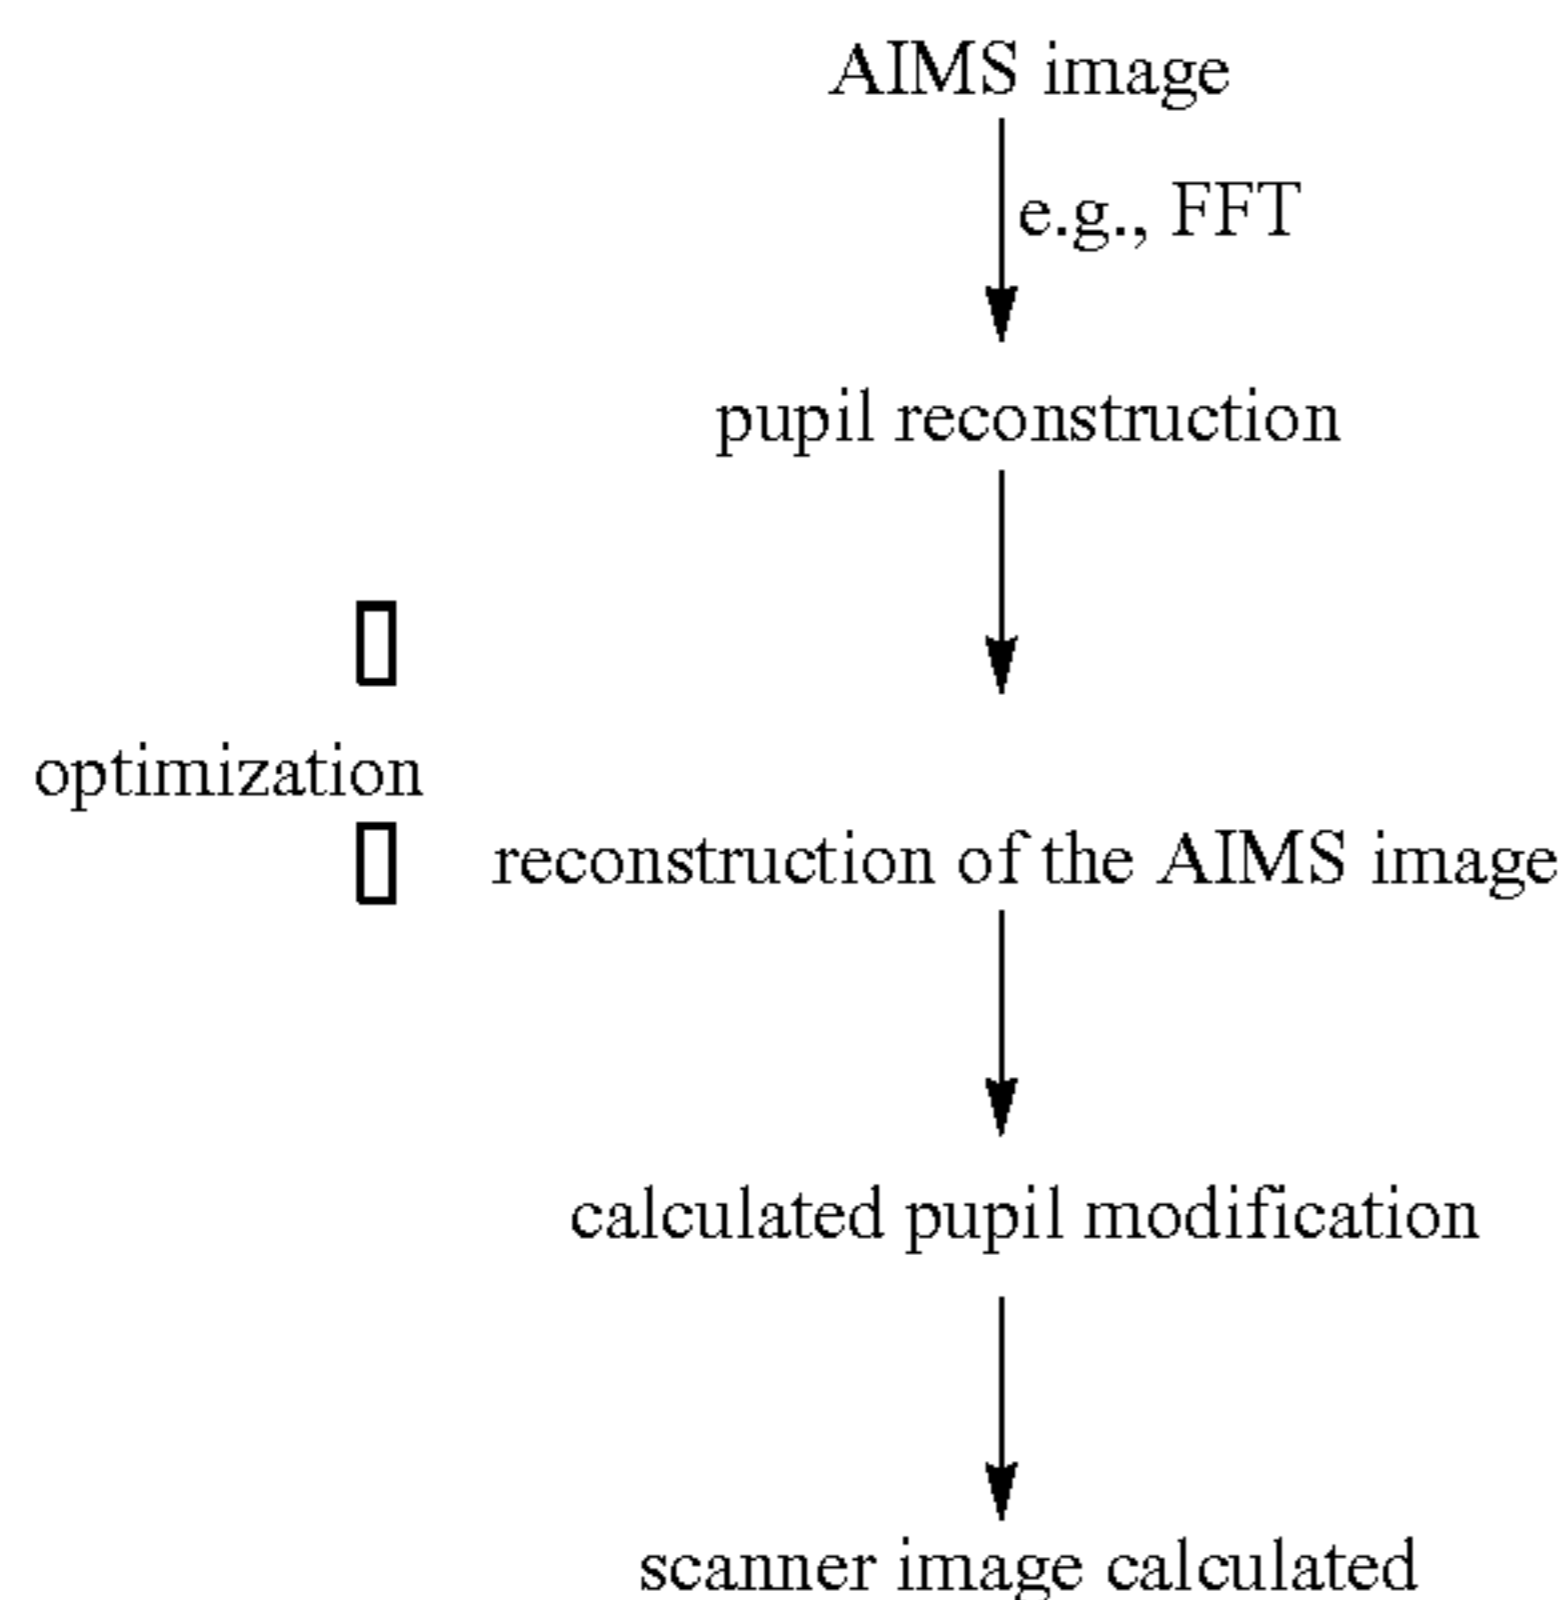 AIMS image
e.g., FFT
pupil reconstruction
optimization
reconstruction of the AIMS image
calculated pupil modification
scanner image calculated